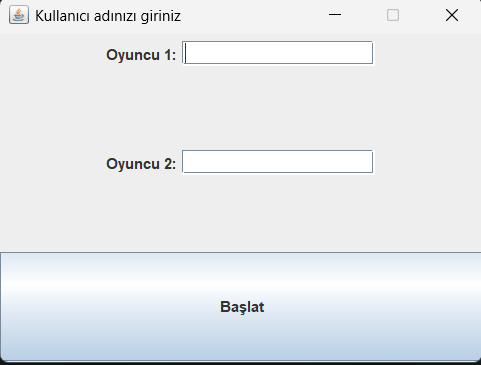 Kullanıcı adınızı giriniz
Oyuncu 1:
Oyuncu 2:
Başlat